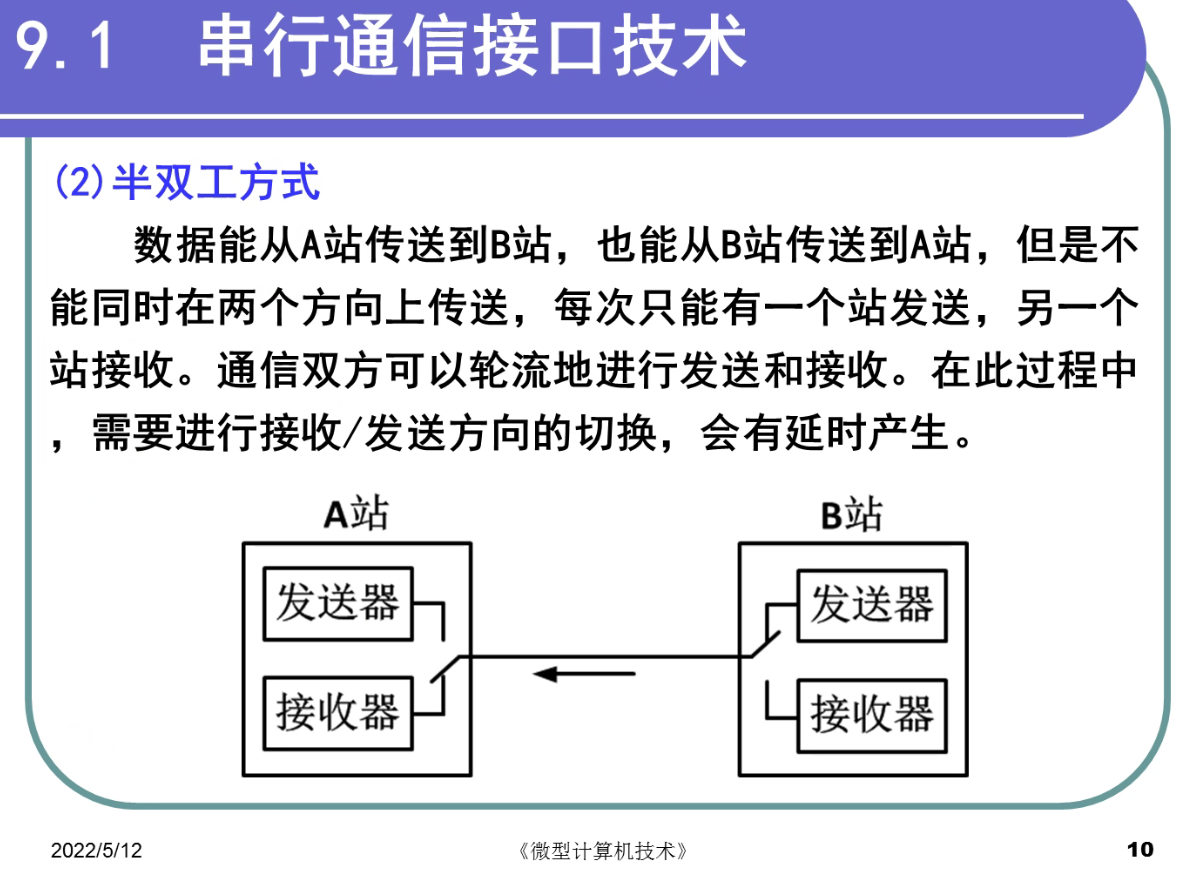 9.1 串行通信接口技术
(2)半双工方式
数据能从A站传送到B站，也能从B站传送到A站，但是不
能同时在两个方向上传送，每次只能有一个站发送，另一个
站接收。通信双方可以轮流地进行发送和接收。在此过程中
，需要进行接收/发送方向的切换，会有延时产生。
A站
B站
发送器
发送器
接收器
接收器
2022/5/12
《微型计算机技术》
10